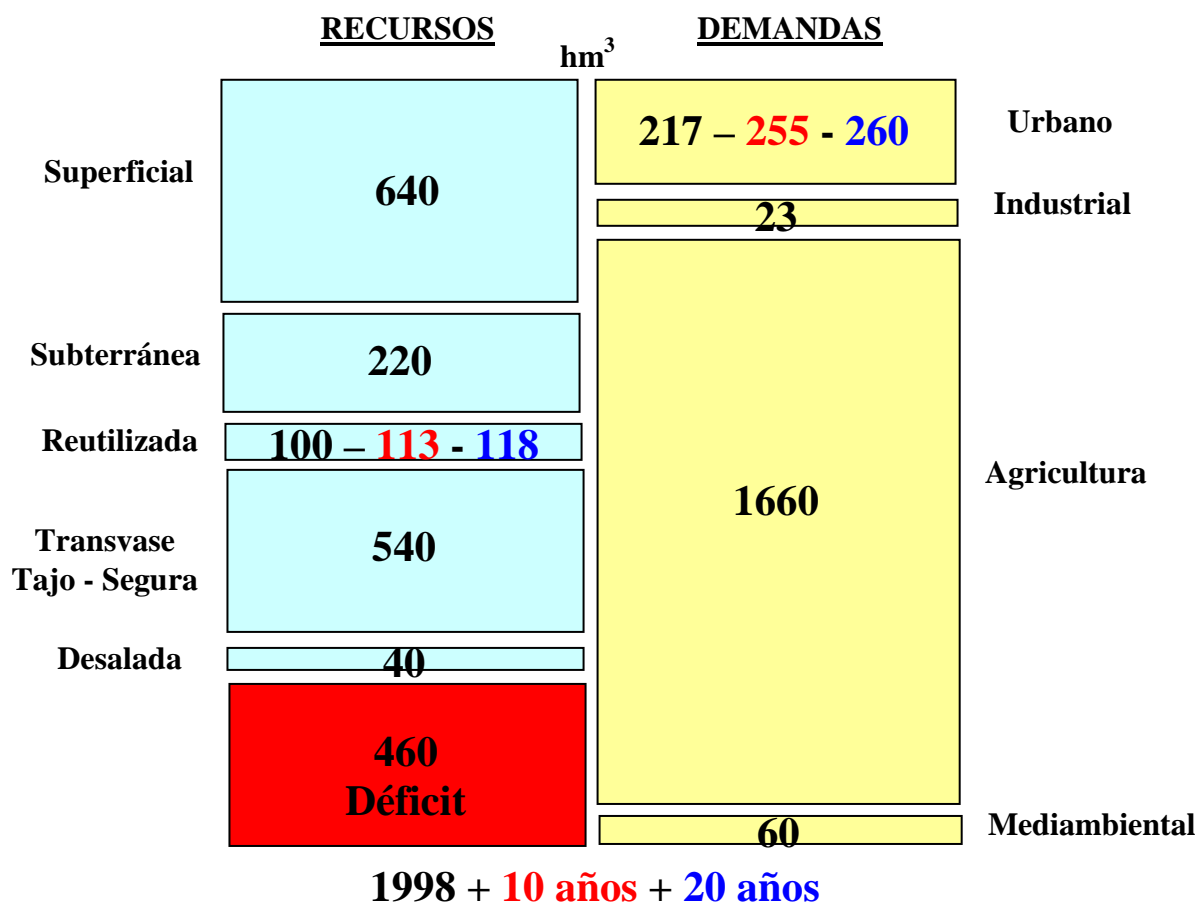 RECURSOS
DEMANDAS
hm³
Superficial
640
Subterránea
220
Reutilizada
100 – 113 - 118
Transvase
Tajo - Segura
540
Desalada
40
460
Déficit
217 – 255 - 260
Urbano
23
Industrial
1660
Agricultura
60
Mediambiental
1998 + 10 años + 20 años